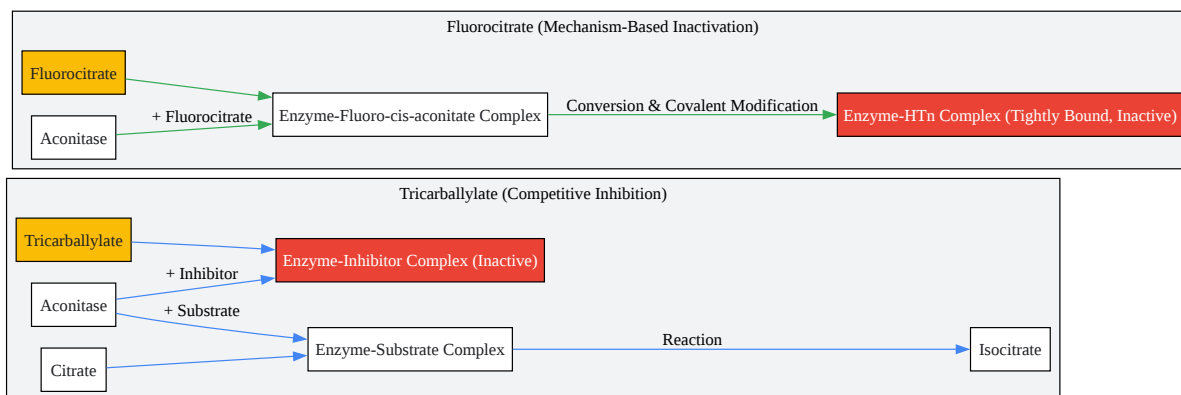 Fluorocitrate (Mechanism-Based Inactivation)
Fluorocitrate
Aconitase
+ Fluorocitrate
Enzyme-Fluoro-cis-aconitate Complex
Conversion & Covalent Modification
Enzyme-HTn Complex (Tightly Bound, Inactive)
Tricarballylate (Competitive Inhibition)
Tricarballylate
Aconitase
Citrate
+ Inhibitor
+ Substrate
Enzyme-Inhibitor Complex (Inactive)
Enzyme-Substrate Complex
Reaction
Isocitrate